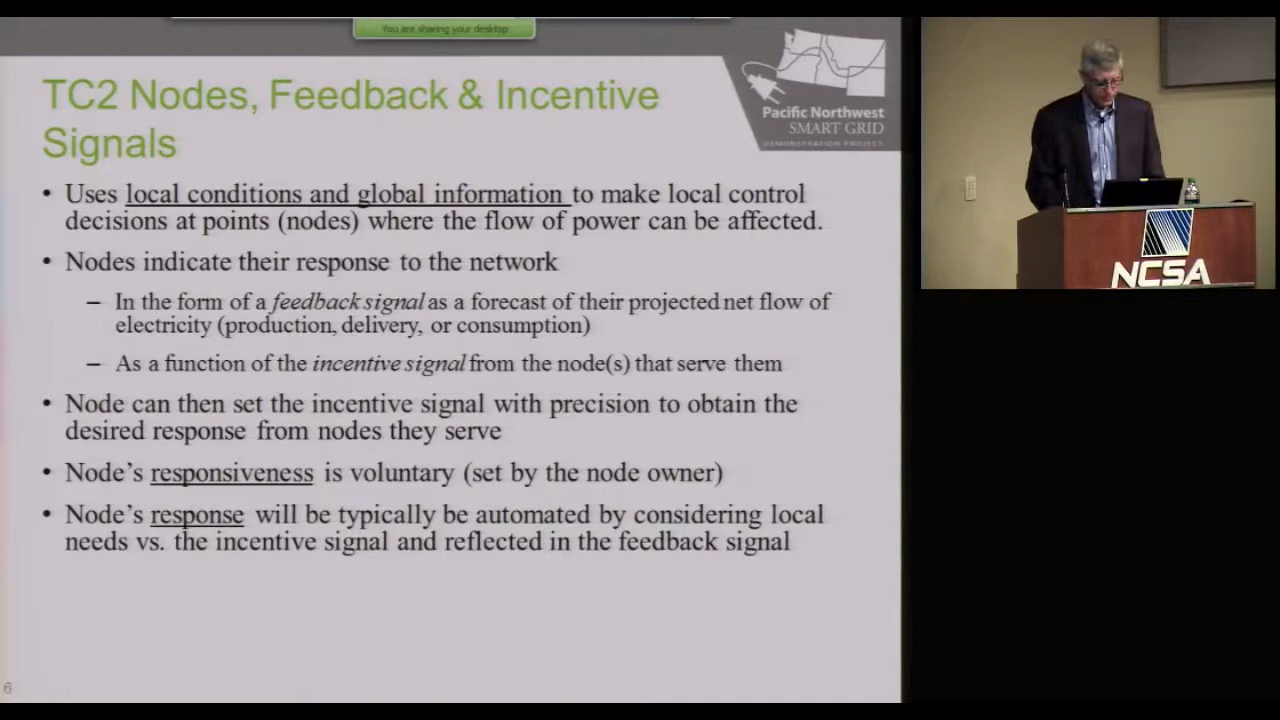 You are sharing your desktop
TC2 Nodes, Feedback & Incentive
Signals
Pacific Northwest
SMART GRID
DEMONSTRATION PROJECT
• Uses local conditions and global information to make local control
decisions at points (nodes) where the flow of power can be affected.
• Nodes indicate their response to the network
– In the form of a feedback signal as a forecast of their projected net flow of
electricity (production, delivery, or consumption)
– As a function of the incentive signal from the node(s) that serve them
• Node can then set the incentive signal with precision to obtain the
desired response from nodes they serve
• Node's responsiveness is voluntary (set by the node owner)
• Node's response will be typically be automated by considering local
needs vs. the incentive signal and reflected in the feedback signal
6
NCSA